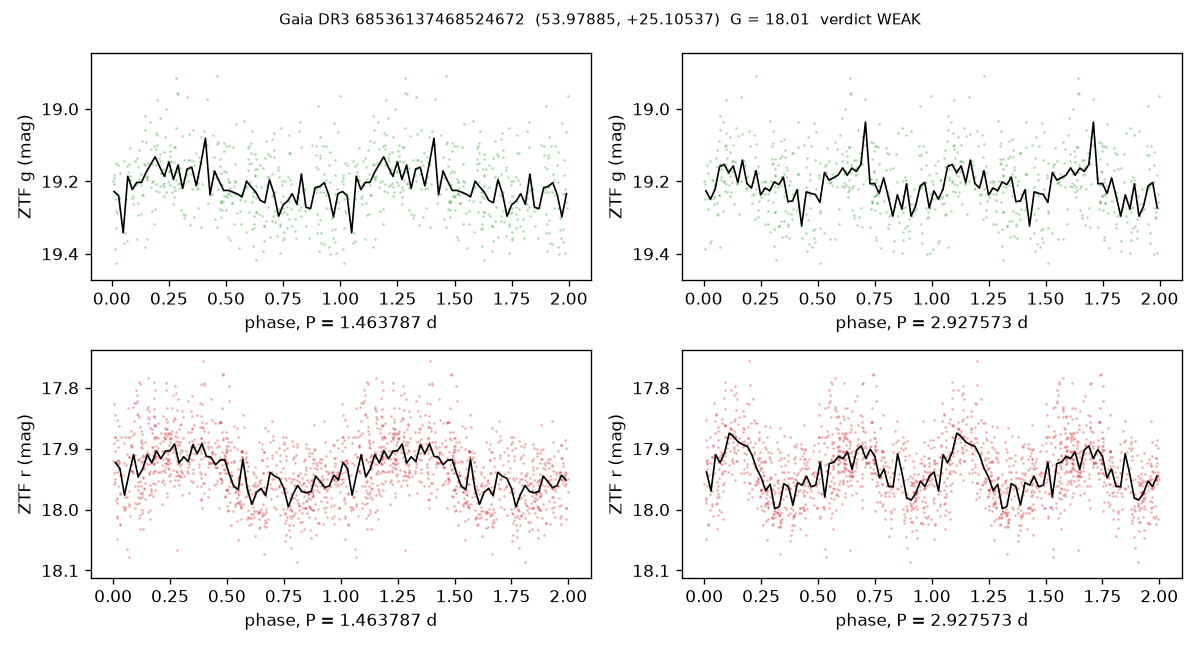 Gaia DR3 68536137468524672 (53.97885, +25.10537) G = 18.01 verdict WEAK
ZTF g (mag)
19.0
19.2
19.4
0.00 0.25 0.50 0.75 1.00 1.25 1.50 1.75 2.00
phase, P = 1.463787 d
ZTF g (mag)
19.0
19.2
19.4
0.00 0.25 0.50 0.75 1.00 1.25 1.50 1.75 2.00
phase, P = 2.927573 d
ZTF r (mag)
17.8
17.9
18.0
18.1
0.00 0.25 0.50 0.75 1.00 1.25 1.50 1.75 2.00
phase, P = 1.463787 d
ZTF r (mag)
17.8
17.9
18.0
18.1
0.00 0.25 0.50 0.75 1.00 1.25 1.50 1.75 2.00
phase, P = 2.927573 d